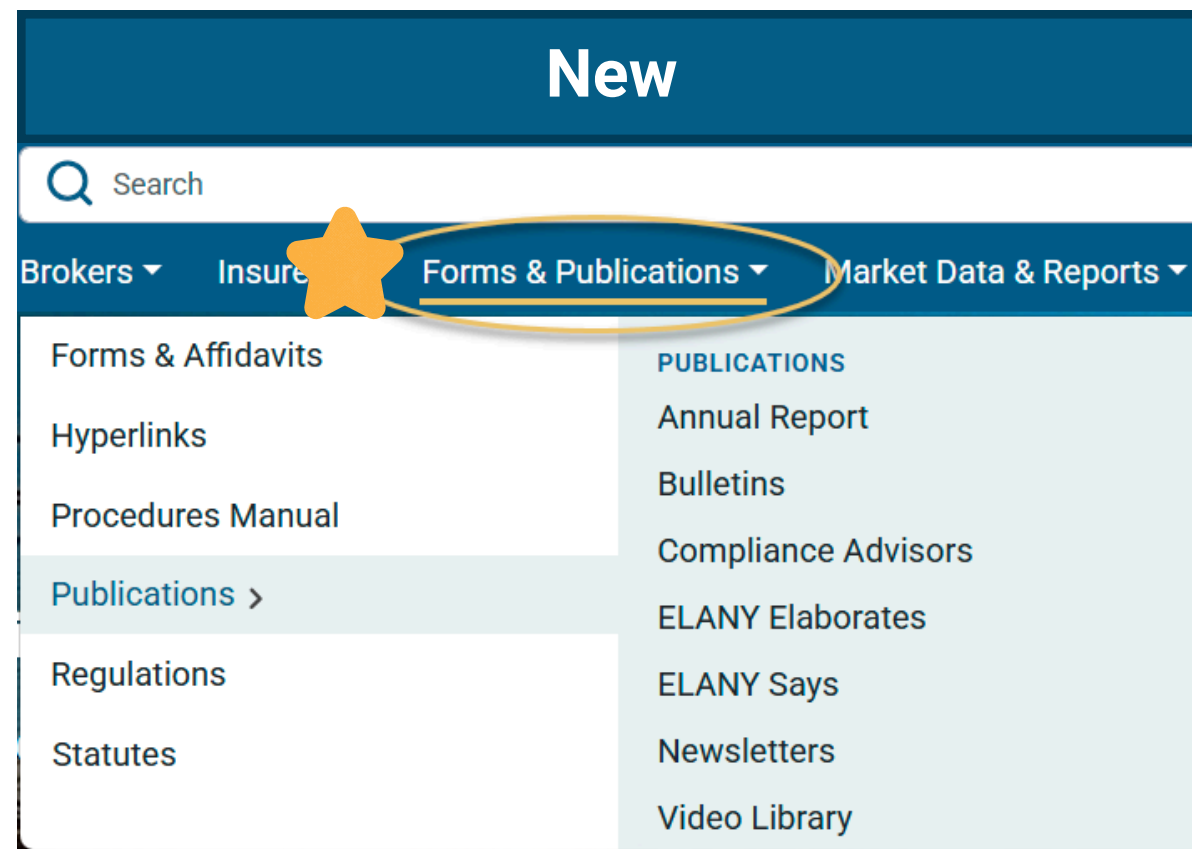 New
Search
Brokers Forms & Publications Market Data & Reports
Forms & Affidavits
Hyperlinks
Procedures Manual
Publications >
Regulations
Statutes
PUBLICATIONS
Annual Report
Bulletins
Compliance Advisors
ELANY Elaborates
ELANY Says
Newsletters
Video Library